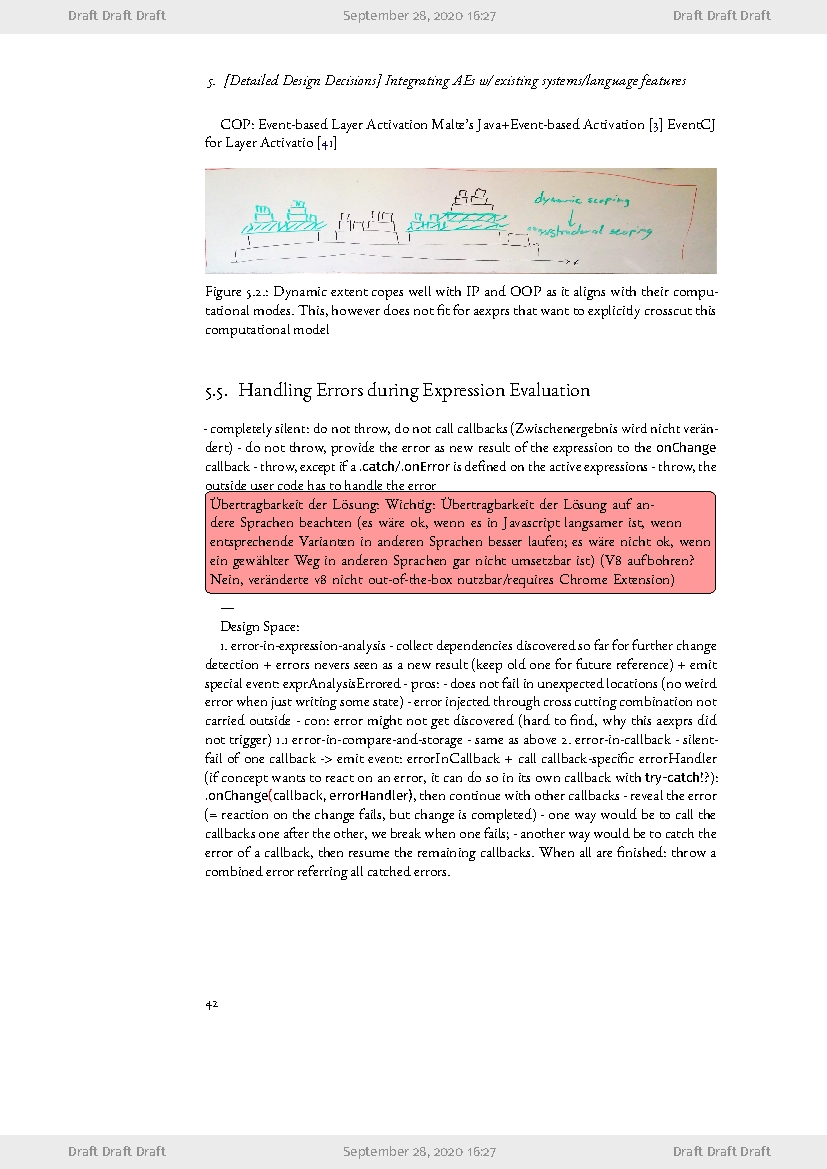 Draft Draft Draft September 28, 2020 16:27 Draft Draft Draft
5. [Detailed Design Decisions] Integrating AEs w/ existing systems/language features
COP: Event-based Layer Activation Malte's Java+Event-based Activation [3] EventCJ
for Layer Activatio [41]
dynamic scoping
structural scoping
Figure 5.2.: Dynamic extent copes well with IP and OOP as it aligns with their compu-
tational modes. This, however does not fit for aexprs that want to explicitly crosscut this
computational model
5.5. Handling Errors during Expression Evaluation
- completely silent: do not throw, do not call callbacks (Zwischenergebnis wird nicht verän-
dert) - do not throw, provide the error as new result of the expression to the onChange
callback - throw, except if a .catch/.onError is defined on the active expressions - throw, the
outside user code has to handle the error
Übertragbarkeit der Lösung: Wichtig: Übertragbarkeit der Lösung auf an-
dere Sprachen beachten (es wäre ok, wenn es in Javascript langsamer ist, wenn
entsprechende Varianten in anderen Sprachen besser laufen; es wäre nicht ok, wenn
ein gewählter Weg in anderen Sprachen gar nicht umsetzbar ist) (V8 aufbohren?
Nein, veränderte v8 nicht out-of-the-box nutzbar/requires Chrome Extension)
—
Design Space:
1. error-in-expression-analysis - collect dependencies discovered so far for further change
detection + errors nevers seen as a new result (keep old one for future reference) + emit
special event: exprAnalysisErrored - pros: - does not fail in unexpected locations (no weird
error when just writing some state) - error injected through cross cutting combination not
carried outside - con: error might not get discovered (hard to find, why this aexprs did
not trigger) 1.1 error-in-compare-and-storage - same as above 2. error-in-callback - silent-
fail of one callback -> emit event: errorInCallback + call callback-specific errorHandler
(if concept wants to react on an error, it can do so in its own callback with try-catch!?):
.onChange(callback, errorHandler), then continue with other callbacks - reveal the error
(= reaction on the change fails, but change is completed) - one way would be to call the
callbacks one after the other, we break when one fails; - another way would be to catch the
error of a callback, then resume the remaining callbacks. When all are finished: throw a
combined error referring all catched errors.
42
Draft Draft Draft September 28, 2020 16:27 Draft Draft Draft